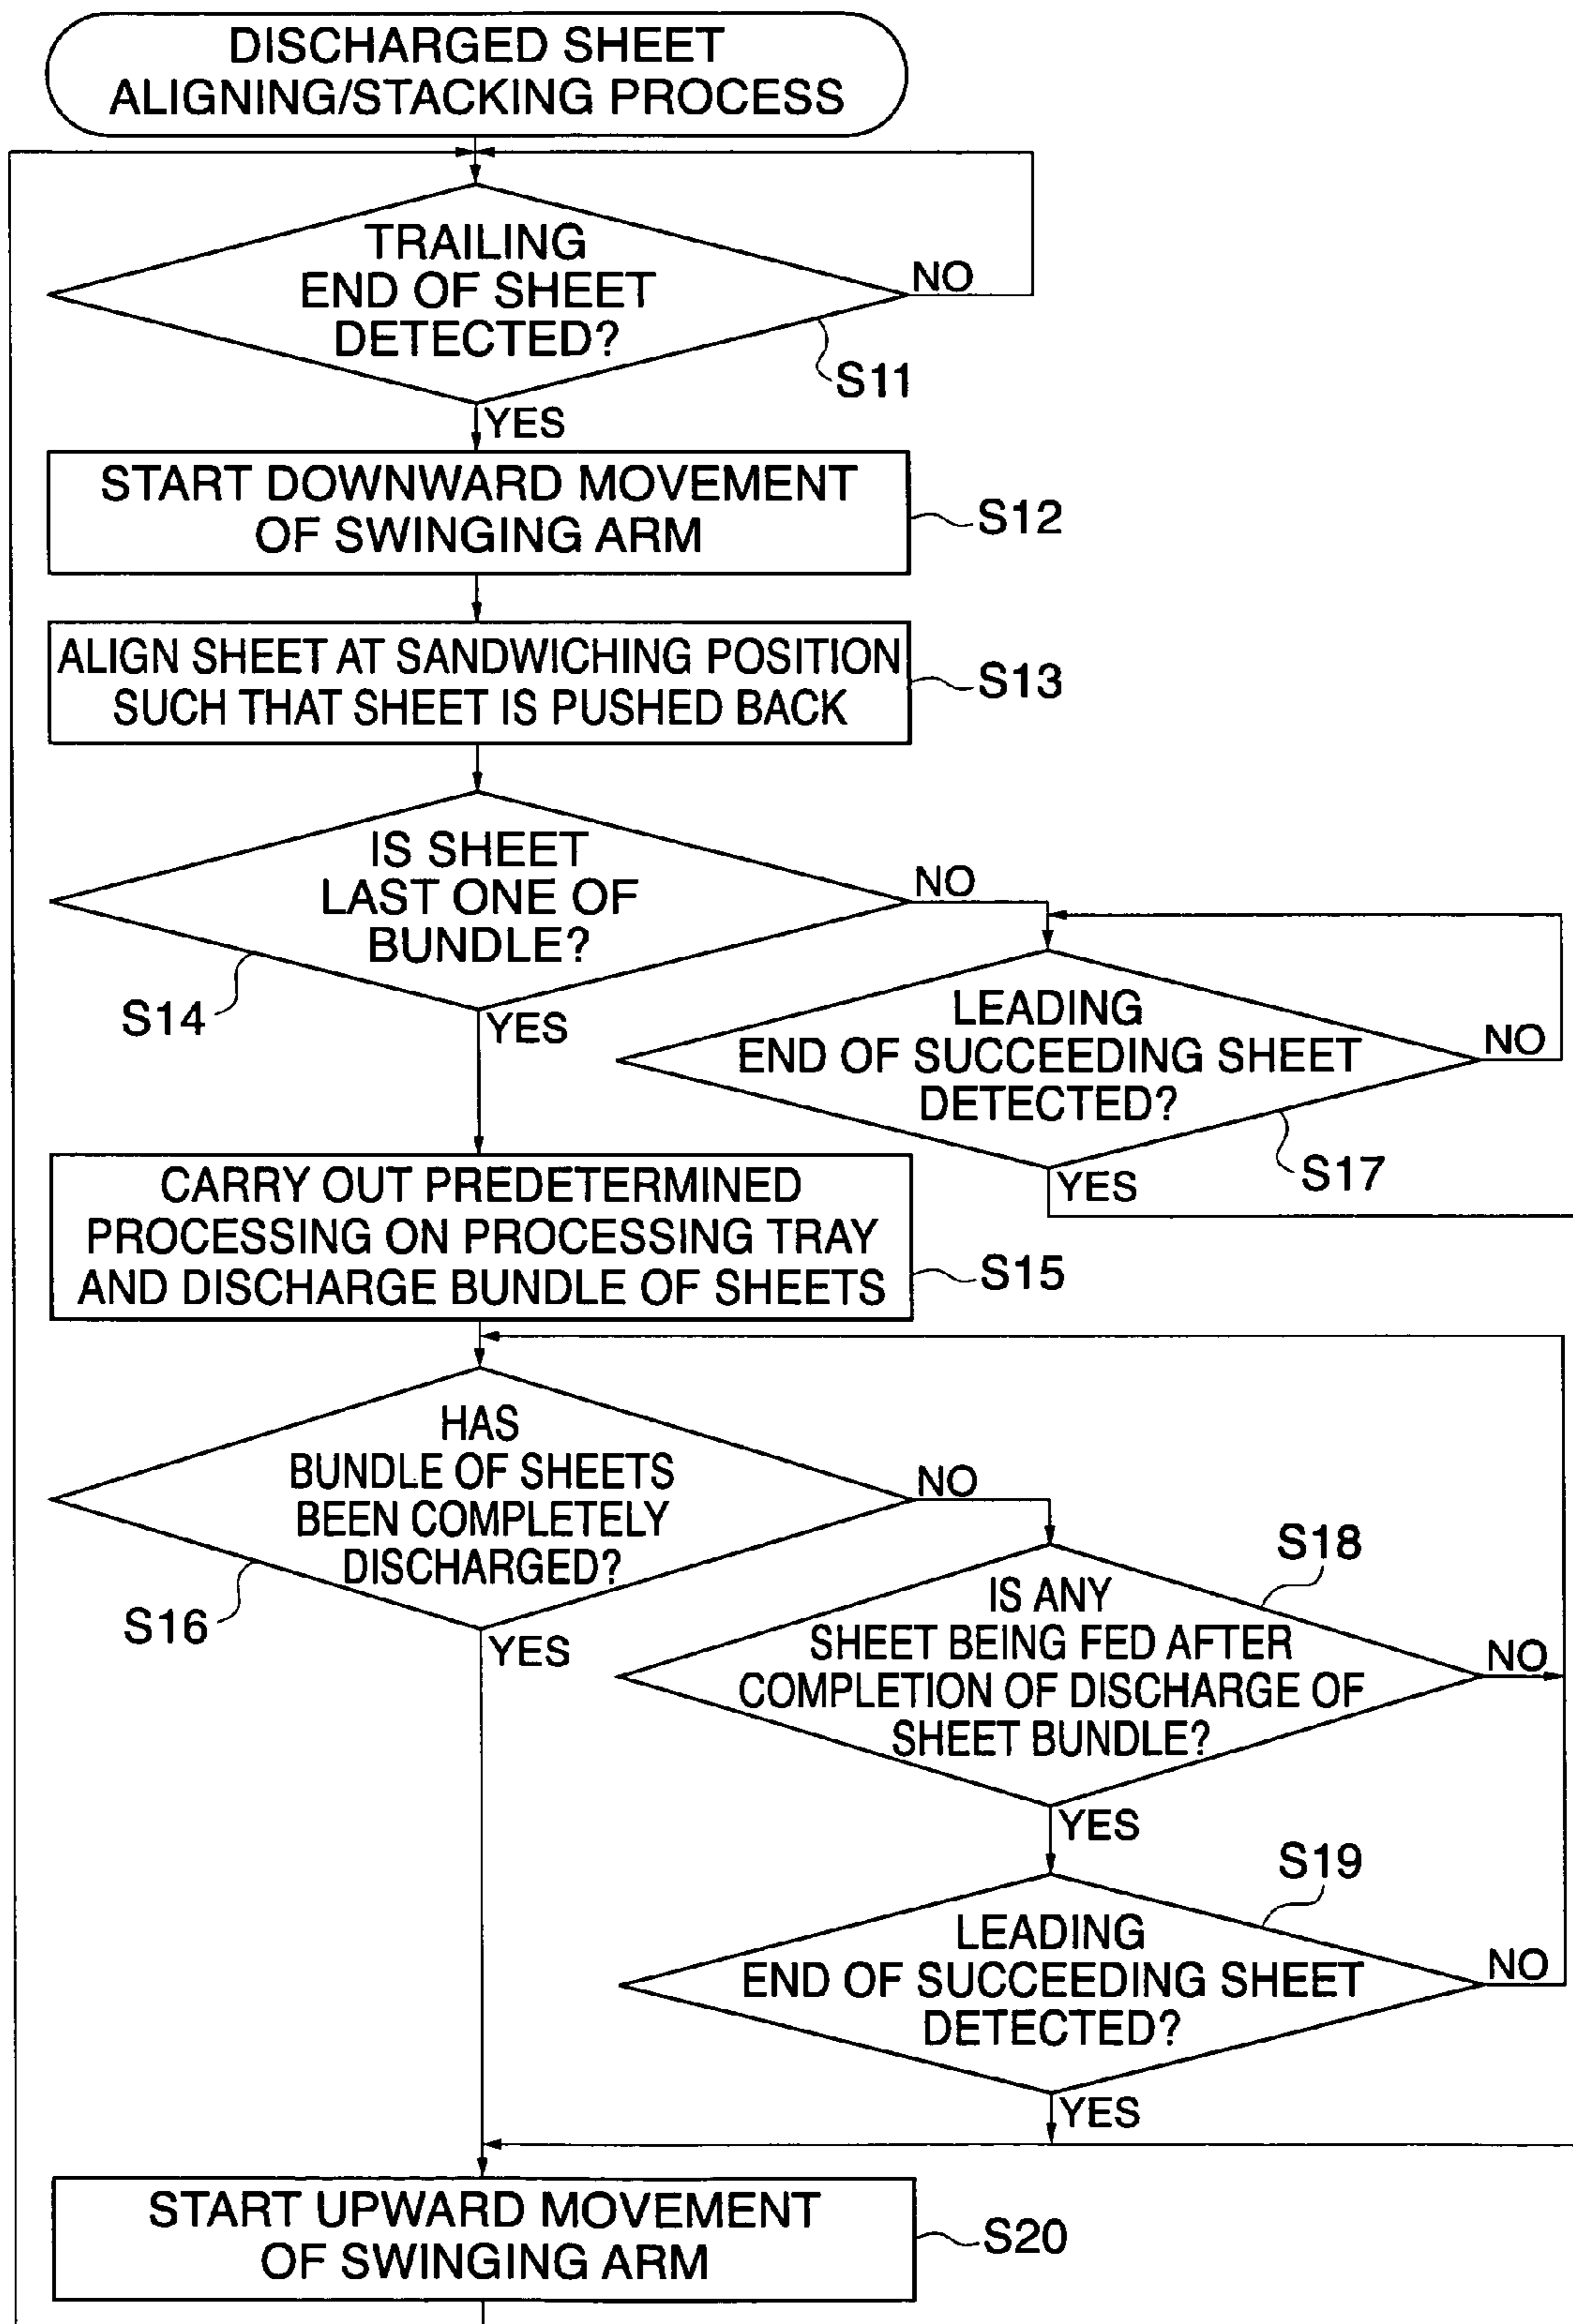 DISCHARGED SHEET
ALIGNING/STACKING PROCESS
TRAILING
END OF SHEET
DETECTED?
NO
S11
YES
START DOWNWARD MOVEMENT
OF SWINGING ARM
S12
ALIGN SHEET AT SANDWICHING POSITION
SUCH THAT SHEET IS PUSHED BACK
S13
IS SHEET
LAST ONE OF
BUNDLE?
NO
S14
YES
LEADING
END OF SUCCEEDING SHEET
DETECTED?
NO
S17
YES
CARRY OUT PREDETERMINED
PROCESSING ON PROCESSING TRAY
AND DISCHARGE BUNDLE OF SHEETS
S15
HAS
BUNDLE OF SHEETS
BEEN COMPLETELY
DISCHARGED?
NO
S16
YES
S18
IS ANY
SHEET BEING FED AFTER
COMPLETION OF DISCHARGE OF
SHEET BUNDLE?
NO
YES
S19
LEADING
END OF SUCCEEDING SHEET
DETECTED?
NO
YES
START UPWARD MOVEMENT
OF SWINGING ARM
S20